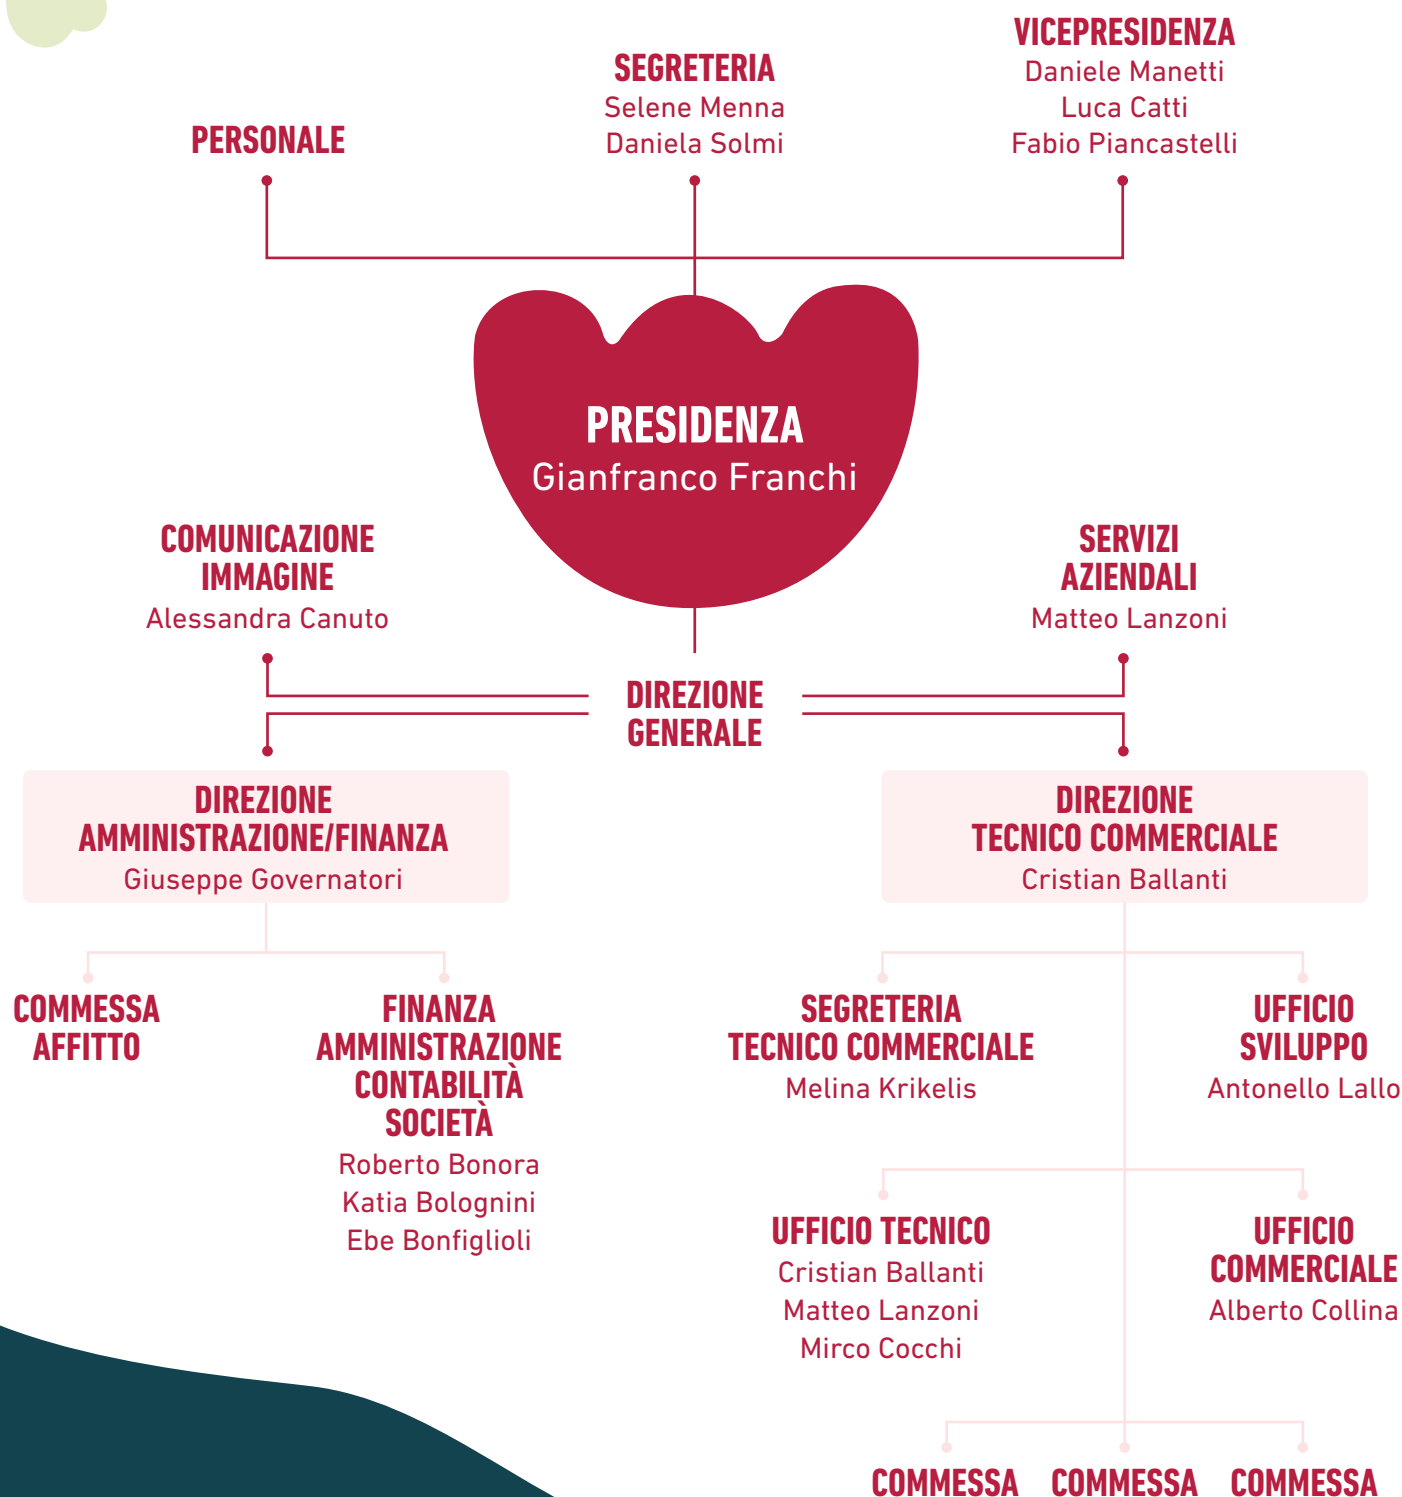 PERSONALE
SEGRETERIA
Selene Menna
Daniela Solmi
VICEPRESIDENZA
Daniele Manetti
Luca Catti
Fabio Piancastelli
PRESIDENZA
Gianfranco Franchi
COMUNICAZIONE
IMMAGINE
Alessandra Canuto
SERVIZI
AZIENDALI
Matteo Lanzoni
DIREZIONE
GENERALE
DIREZIONE
AMMINISTRAZIONE/FINANZA
Giuseppe Governatori
DIREZIONE
TECNICO COMMERCIALE
Cristian Ballanti
COMMESSA
AFFITTO
FINANZA
AMMINISTRAZIONE
CONTABILITÀ
SOCIETÀ
Roberto Bonora
Katia Bolognini
Ebe Bonfiglioli
SEGRETERIA
TECNICO COMMERCIALE
Melina Krikelis
UFFICIO
SVILUPPO
Antonello Lallo
UFFICIO TECNICO
Cristian Ballanti
Matteo Lanzoni
Mirco Cocchi
UFFICIO
COMMERCIALE
Alberto Collina
COMMESSA
COMMESSA
COMMESSA